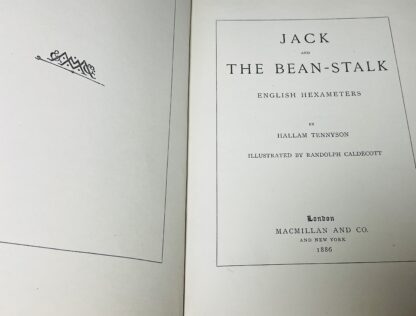 JACK
AND
THE BEAN-STALK
ENGLISH HEXAMETERS
BY
HALLAM TENNYSON
ILLUSTRATED BY RANDOLPH CALDECOTT
London
MACMILLAN AND CO.
AND NEW YORK
1886